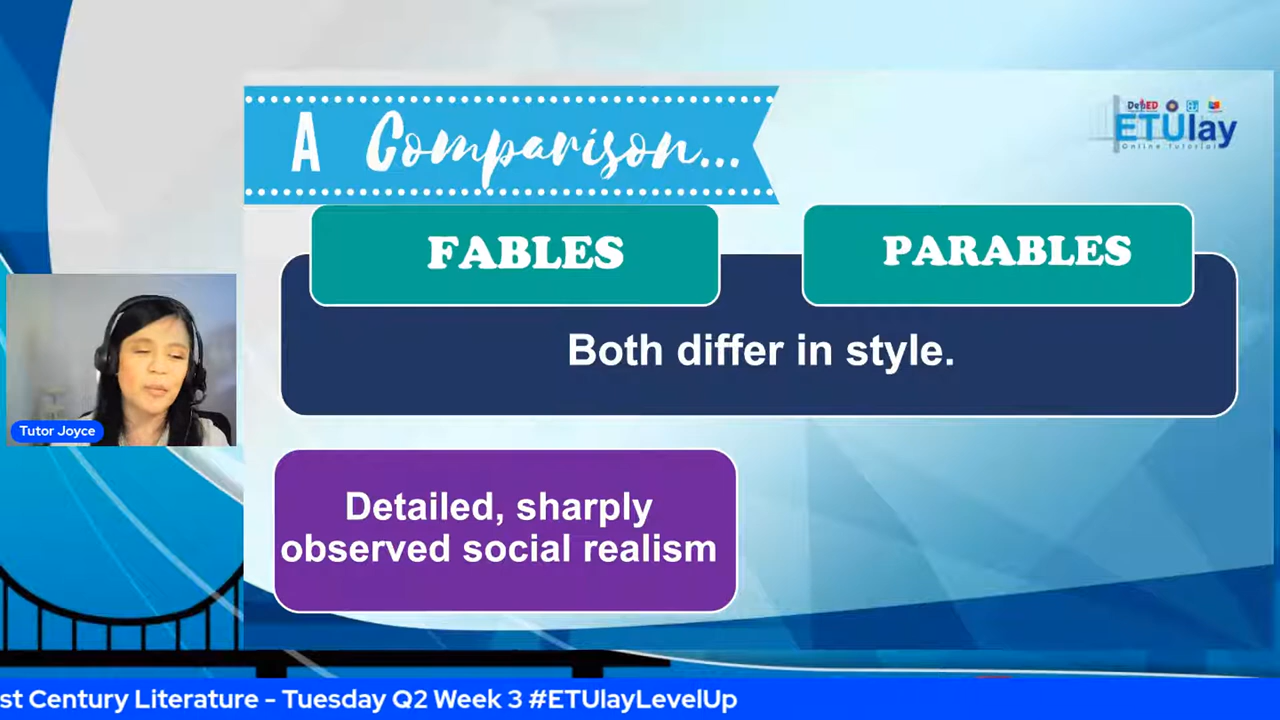 A Comparison...
DepED
ETUlay
Online Tutorial
FABLES
PARABLES
Both differ in style.
Detailed, sharply
observed social realism
Tutor Joyce
st Century Literature - Tuesday Q2 Week 3 #ETUlayLevelUp